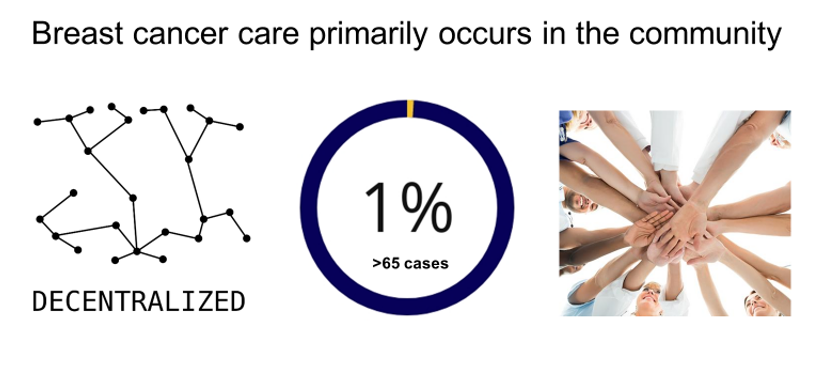 Breast cancer care primarily occurs in the community
1%
>65 cases
DECENTRALIZED